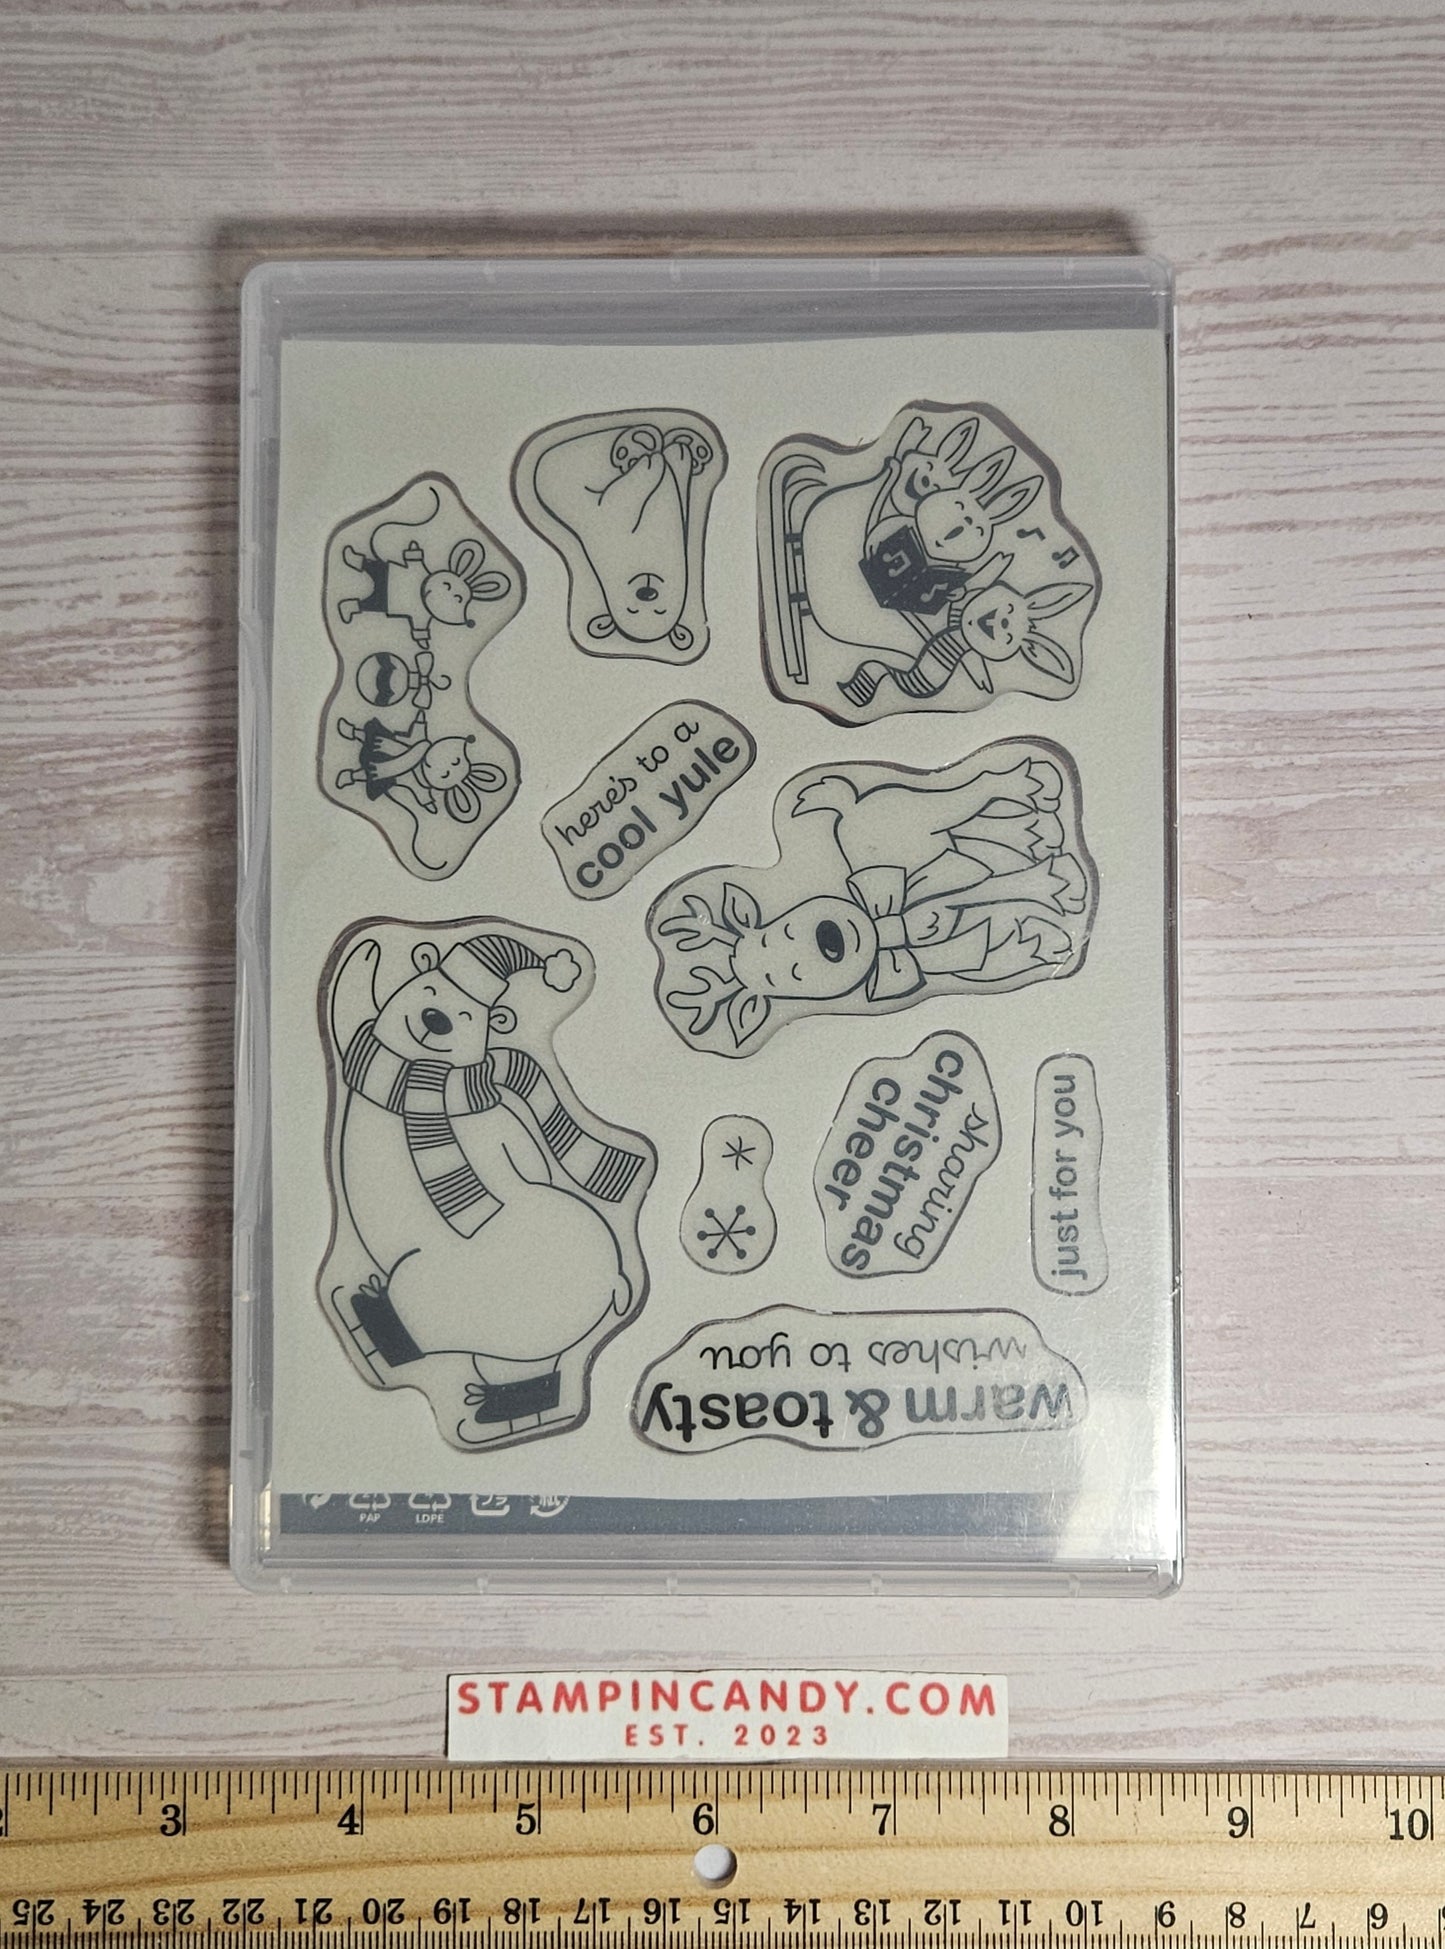 here's to a
cool yule
sharing
christmas
cheer
just for you
warm & toasty
wishes to you
PAP
LDPE
STAMPINCANDY.COM
EST. 2023
2 3 4 5 6 7 8 9 10
25 24 23 22 21 20 19 18 17 16 15 14 13 12 11 10 9 8 7 6